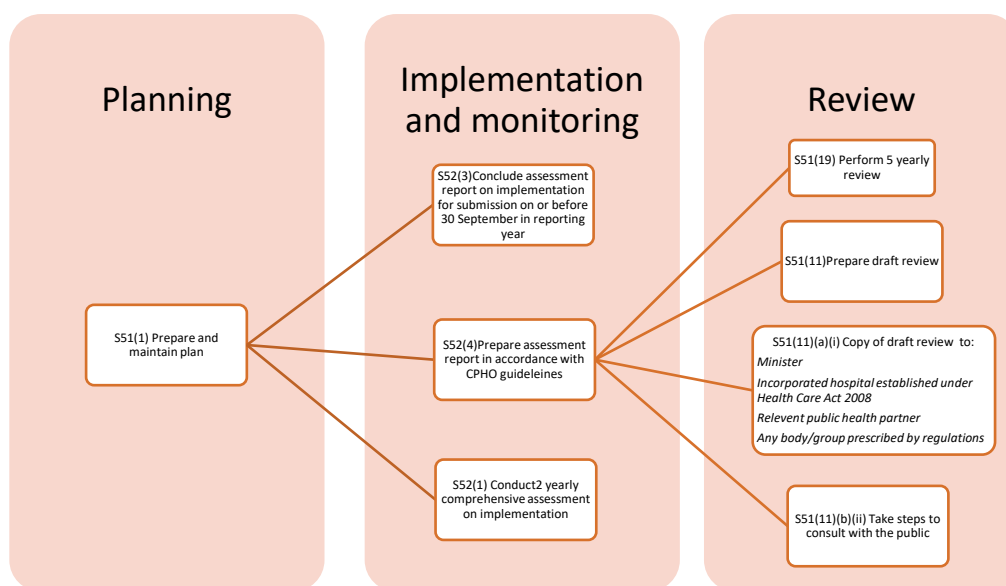 Planning
S51(1) Prepare and
maintain plan
Implementation
and monitoring
S52(3)Conclude assessment
report on implementation
for submission on or before
30 September in reporting
year
S52(4)Prepare assessment
report in accordance with
CPHO guideleines
S52(1) Conduct2 yearly
comprehensive assessment
on implementation
Review
S51(19) Perform 5 yearly
review
S51(11)Prepare draft review
S51(11)(a)(i) Copy of draft review to:
Minister
Incorporated hospital established under
Health Care Act 2008
Relevent public health partner
Any body/group prescribed by regulations
S51(11)(b)(ii) Take steps to
consult with the public